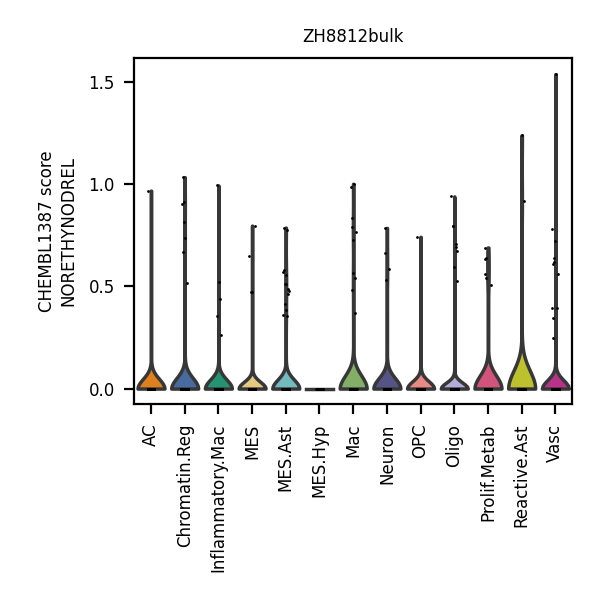 ZH8812bulk
CHEMBL1387 score
NORETHYNODREL
1.5
1.0
0.5
0.0
AC
Chromatin.Reg
Inflammatory.Mac
MES
MES.Ast
MES.Hyp
Mac
Neuron
OPC
Oligo
Prolif.Metab
Reactive.Ast
Vasc